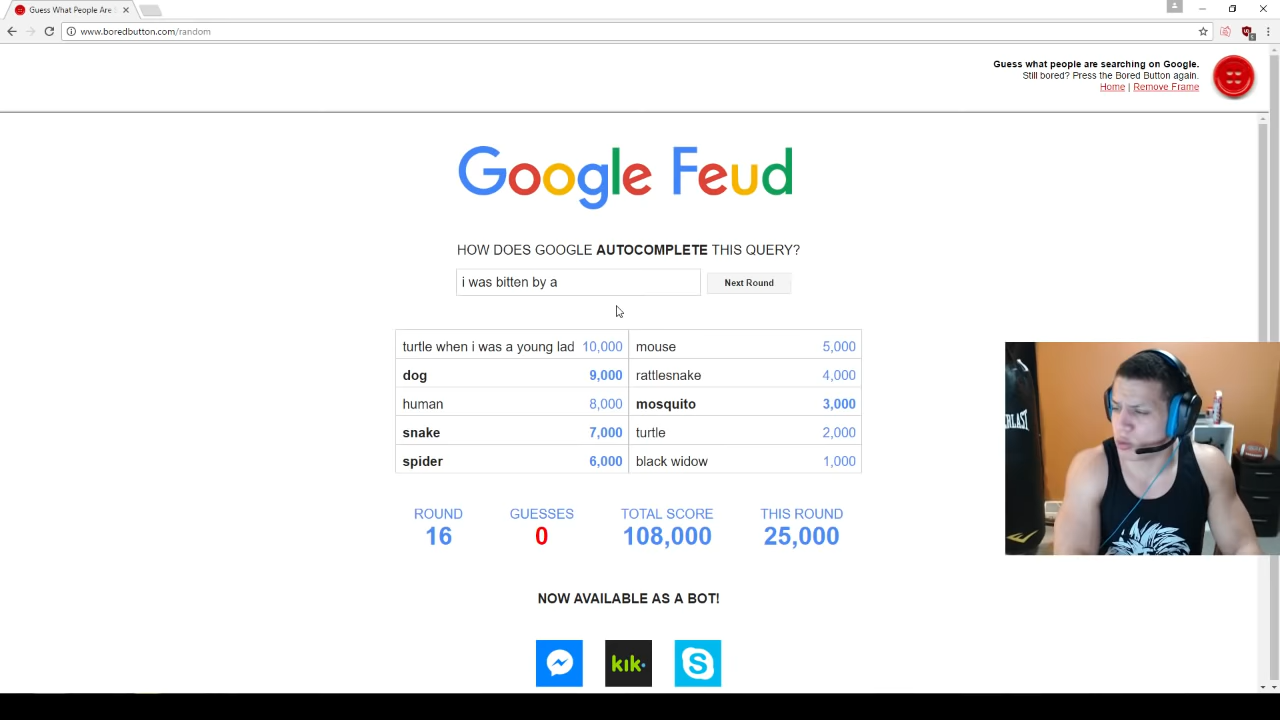 Guess What People Are
www.boredbutton.com/random
Guess what people are searching on Google.
Still bored? Press the Bored Button again.
Home | Remove Frame
Google Feud
HOW DOES GOOGLE AUTOCOMPLETE THIS QUERY?
i was bitten by a Next Round
turtle when i was a young lad 10,000 mouse 5,000
dog 9,000 rattlesnake 4,000
human 8,000 mosquito 3,000
snake 7,000 turtle 2,000
spider 6,000 black widow 1,000
ROUND GUESSES TOTAL SCORE THIS ROUND
16 0 108,000 25,000
NOW AVAILABLE AS A BOT!
kik
EVERLAST